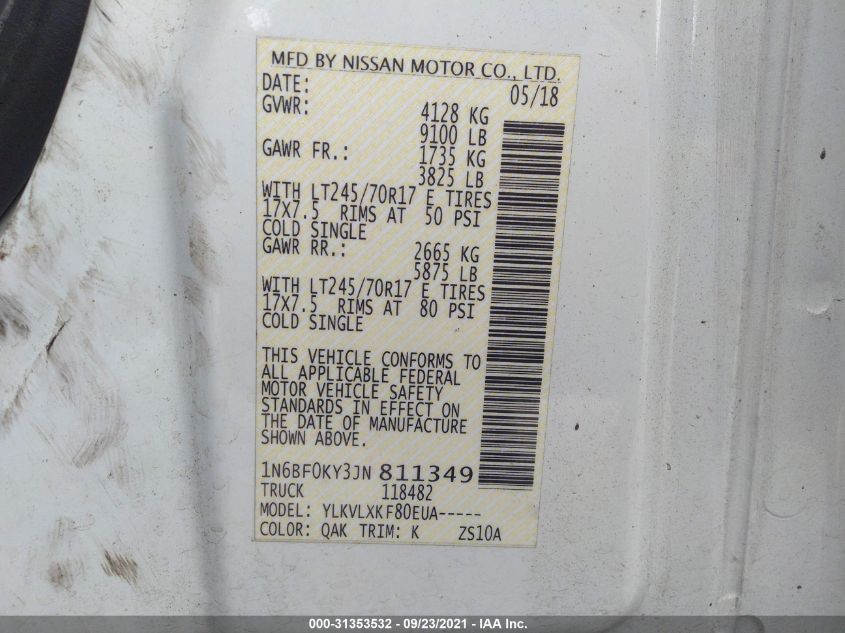 MFD BY NISSAN MOTOR CO., LTD.
DATE: 05/18
GVWR: 4128 KG
9100 LB
GAWR FR.: 1735 KG
3825 LB
WITH LT245/70R17 E TIRES
17X7.5 RIMS AT 50 PSI
COLD SINGLE
GAWR RR.: 2665 KG
5875 LB
WITH LT245/70R17 E TIRES
17X7.5 RIMS AT 80 PSI
COLD SINGLE
THIS VEHICLE CONFORMS TO
ALL APPLICABLE FEDERAL
MOTOR VEHICLE SAFETY
STANDARDS IN EFFECT ON
THE DATE OF MANUFACTURE
SHOWN ABOVE.
1N6BF0KY3JN 811349
TRUCK 118482
MODEL: YLKVLXKF80EUA-----
COLOR: QAK TRIM: K ZS10A
000-31353532 - 09/23/2021 - IAA Inc.